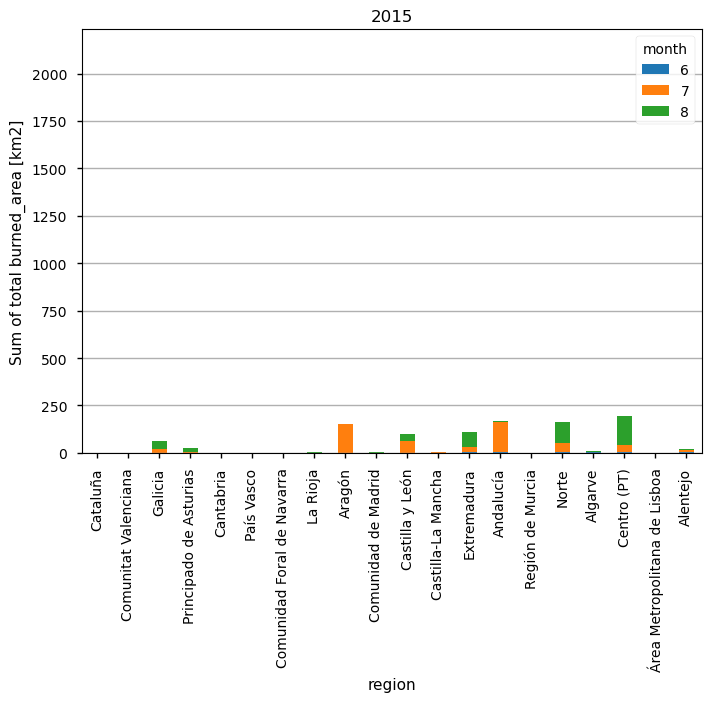 2015
month
6
7
8
Sum of total burned_area [km2]
2000
1750
1500
1250
1000
750
500
250
0
Cataluña
Comunitat Valenciana
Galicia
Principado de Asturias
Cantabria
País Vasco
Comunidad Foral de Navarra
La Rioja
Aragón
Comunidad de Madrid
Castilla y León
Castilla-La Mancha
Extremadura
Andalucía
Región de Murcia
Norte
Algarve
Centro (PT)
Área Metropolitana de Lisboa
Alentejo
region